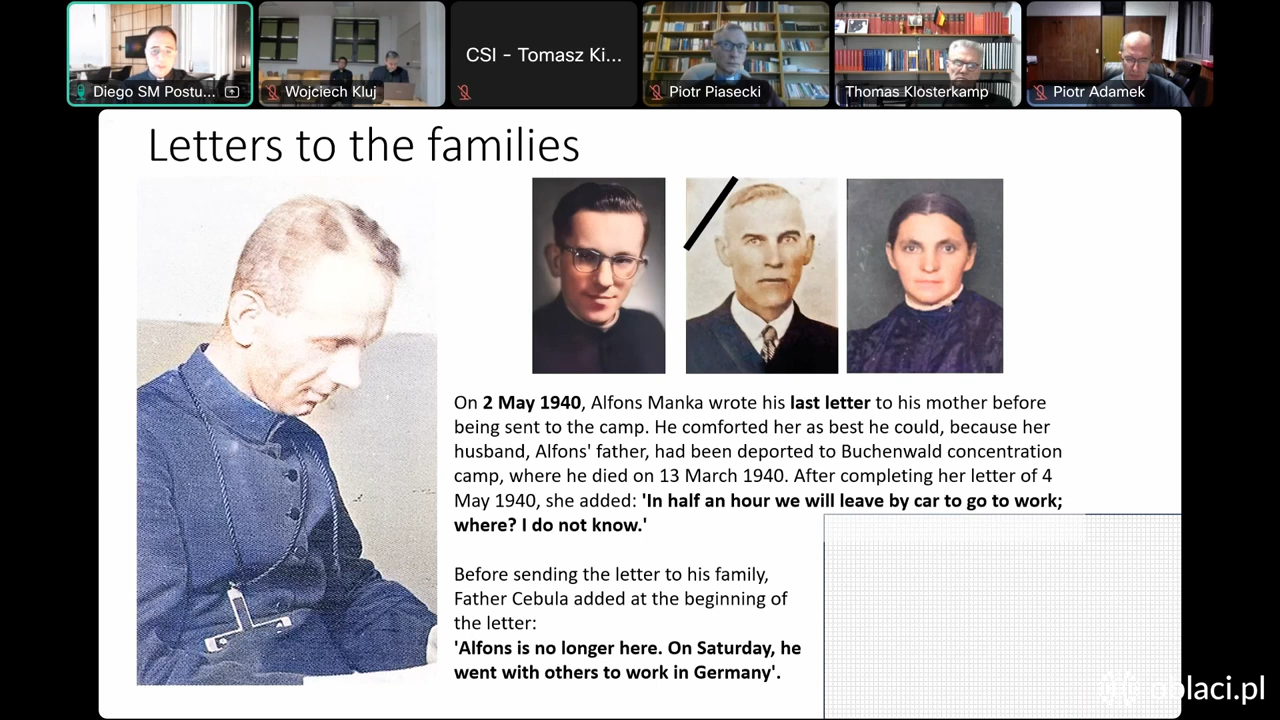 Diego SM Postu...
Wojciech Kluj
CSI - Tomasz Ki...
Piotr Piasecki
Thomas Klosterkamp
Piotr Adamek
Letters to the families
On 2 May 1940, Alfons Manka wrote his last letter to his mother before
being sent to the camp. He comforted her as best he could, because her
husband, Alfons' father, had been deported to Buchenwald concentration
camp, where he died on 13 March 1940. After completing her letter of 4
May 1940, she added: 'In half an hour we will leave by car to go to work;
where? I do not know.'
Before sending the letter to his family,
Father Cebula added at the beginning of
the letter:
'Alfons is no longer here. On Saturday, he
went with others to work in Germany'.
oblaci.pl